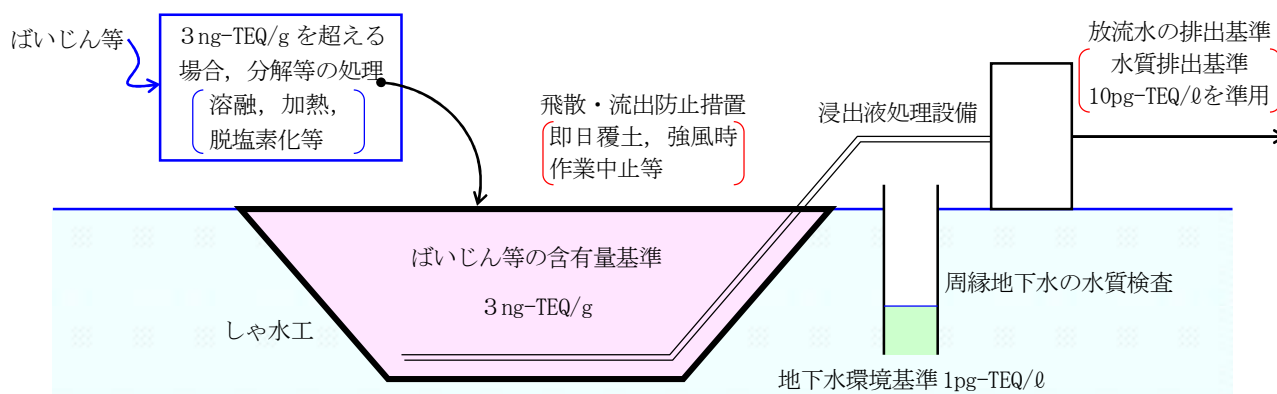 ばいじん等
３ng-TEQ/g を超える
場合，分解等の処理
溶融，加熱，
脱塩素化等
飛散・流出防止措置
即日覆土，強風時
作業中止等
浸出液処理設備
放流水の排出基準
水質排出基準
10pg-TEQ/ℓを準用
ばいじん等の含有量基準
３ng-TEQ/g
しゃ水工
周縁地下水の水質検査
地下水環境基準 1pg-TEQ/ℓ